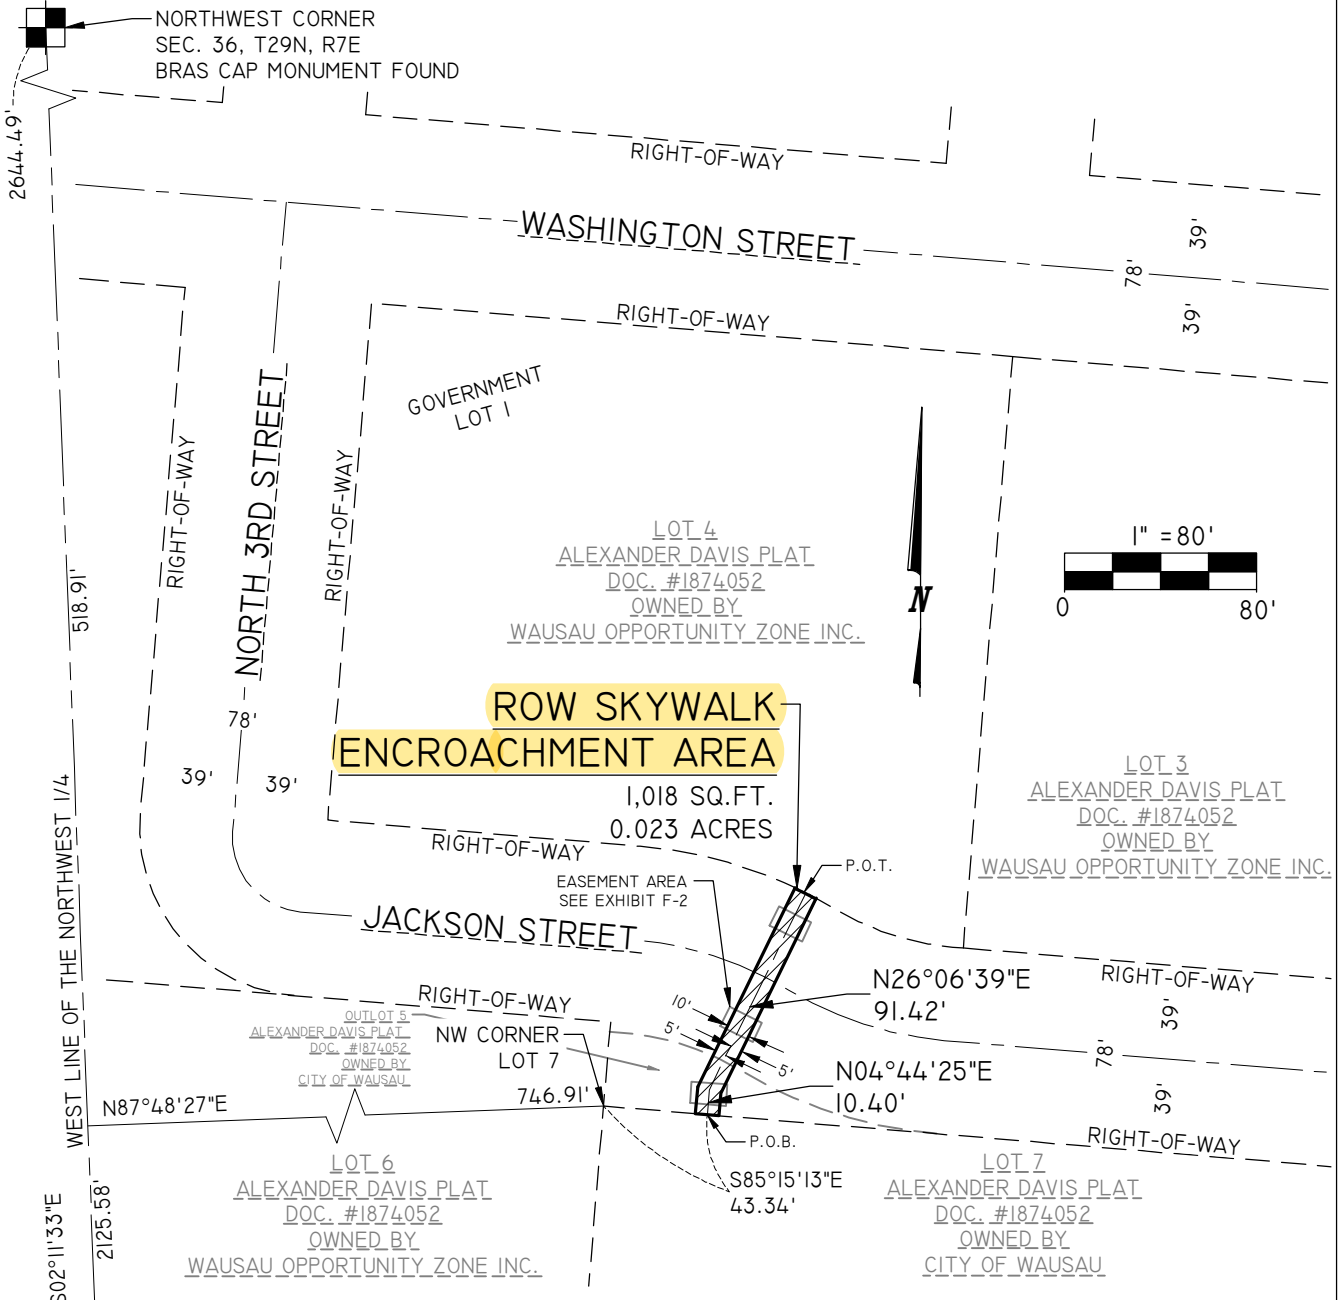 NORTHWEST CORNER
SEC. 36, T29N, R7E
BRAS CAP MONUMENT FOUND
2644.49'
RIGHT-OF-WAY
WASHINGTON STREET
39'
78'
39'
RIGHT-OF-WAY
GOVERNMENT
LOT 1
NORTH 3RD STREET
RIGHT-OF-WAY
RIGHT-OF-WAY
518.91'
LOT 4
ALEXANDER DAVIS PLAT
DOC. #1874052
OWNED BY
WAUSAU OPPORTUNITY ZONE INC.
N
1" =80'
0 80'
ROW SKYWALK
ENCROACHMENT AREA
1,018 SQ.FT.
0.023 ACRES
78'
39' 39'
LOT 3
ALEXANDER DAVIS PLAT
DOC. #1874052
OWNED BY
WAUSAU OPPORTUNITY ZONE INC.
RIGHT-OF-WAY
P.O.T.
EASEMENT AREA
SEE EXHIBIT F-2
JACKSON STREET
WEST LINE OF THE NORTHWEST 1/4
RIGHT-OF-WAY
RIGHT-OF-WAY
N26°06'39"E
91.42'
10'
5'
5'
39'
78'
39'
OUTLOT 5
ALEXANDER DAVIS PLAT
DOC. #1874052
OWNED BY
CITY OF WAUSAU
NW CORNER
LOT 7
N04°44'25"E
10.40'
746.91'
N87°48'27"E
P.O.B.
RIGHT-OF-WAY
S85°15'13"E
43.34'
LOT 6
ALEXANDER DAVIS PLAT
DOC. #1874052
OWNED BY
WAUSAU OPPORTUNITY ZONE INC.
LOT 7
ALEXANDER DAVIS PLAT
DOC. #1874052
OWNED BY
CITY OF WAUSAU
S02°11'33"E
2125.58'